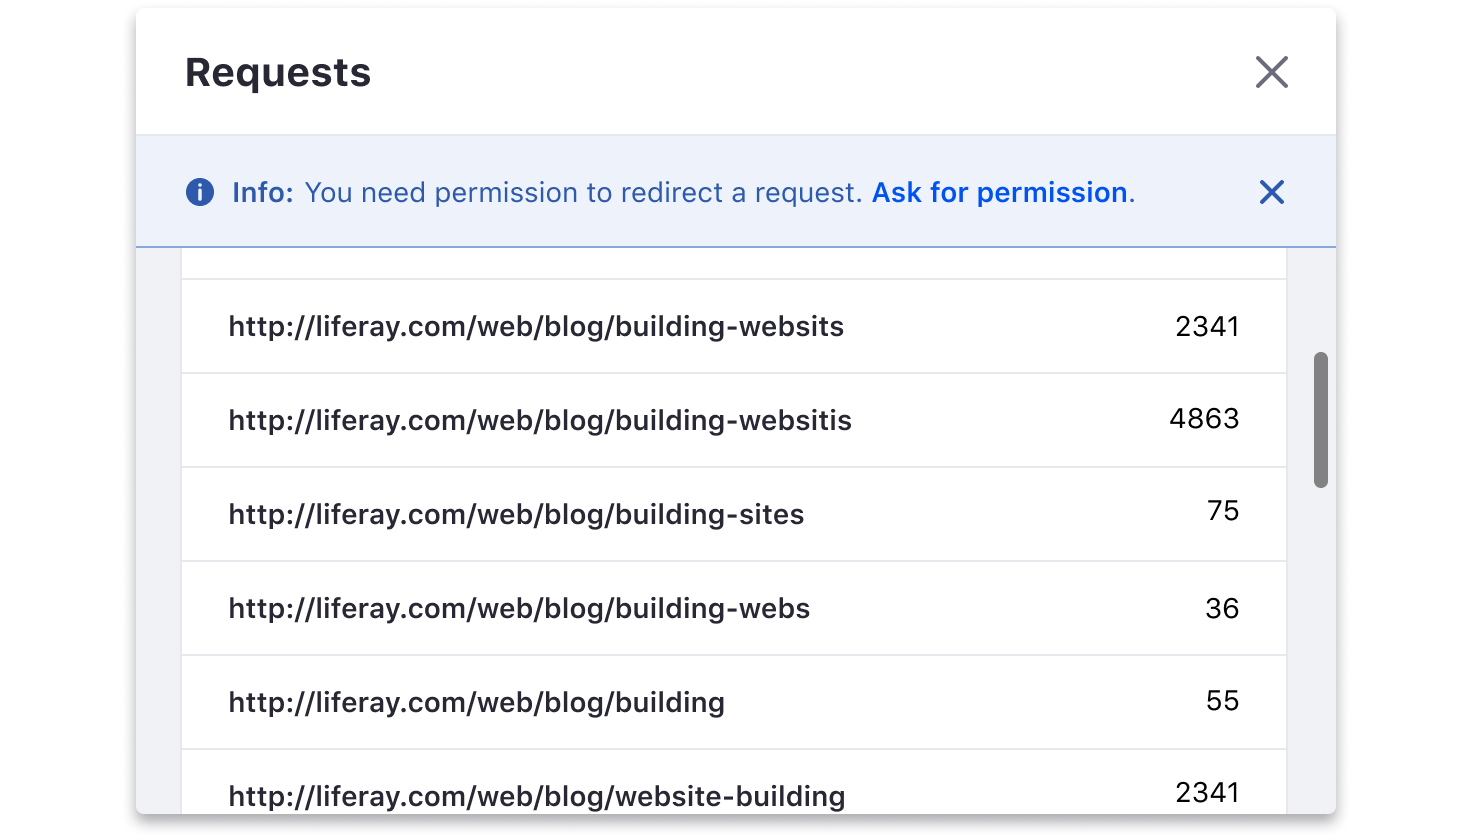 Requests
Info: You need permission to redirect a request. Ask for permission.
http://liferay.com/web/blog/building-websits 2341
http://liferay.com/web/blog/building-websitis 4863
http://liferay.com/web/blog/building-sites 75
http://liferay.com/web/blog/building-webs 36
http://liferay.com/web/blog/building 55
http://liferay.com/web/blog/website-building 2341